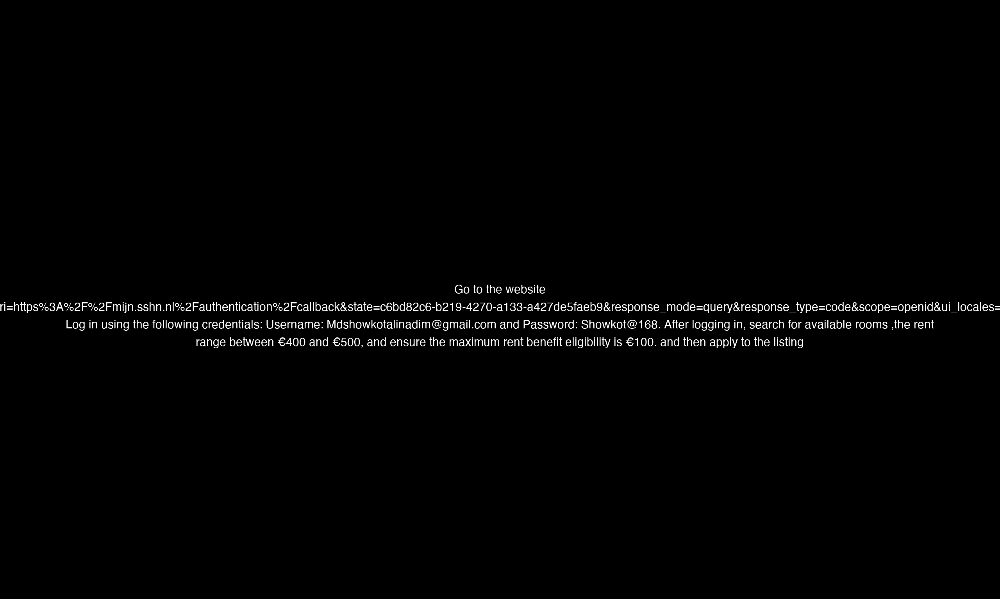 Go to the website
ri=https%3A%2F%2Fmijn.sshn.nl%2Fauthentication%2Fcallback&state=c6bd82c6-b219-4270-a133-a427de5faeb9&response_mode=query&response_type=code&scope=openid&ui_locales=
Log in using the following credentials: Username: Mdshowkotalinadim@gmail.com and Password: Showkot@168. After logging in, search for available rooms ,the rent
range between €400 and €500, and ensure the maximum rent benefit eligibility is €100. and then apply to the listing